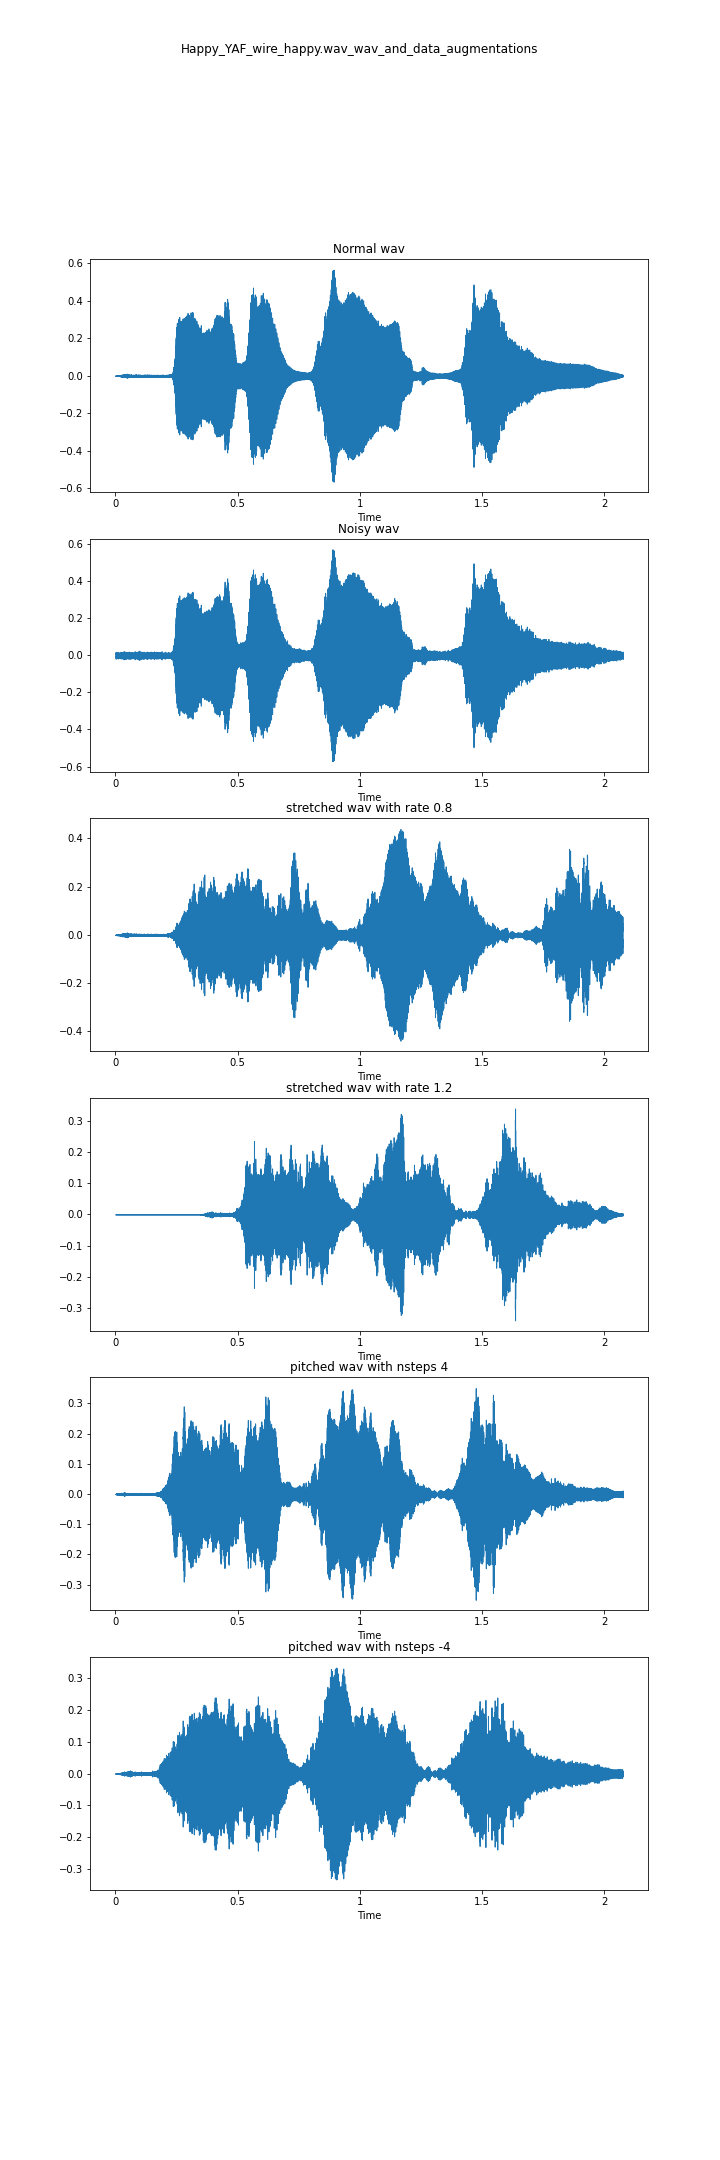 Happy_YAF_wire_happy.wav_wav_and_data_augmentations
Normal wav
0.6
0.4
0.2
0.0
−0.2
−0.4
−0.6
0 0.5 1 1.5 2
Time
Noisy wav
0.6
0.4
0.2
0.0
−0.2
−0.4
−0.6
0 0.5 1 1.5 2
Time
stretched wav with rate 0.8
0.4
0.2
0.0
−0.2
−0.4
0 0.5 1 1.5 2
Time
stretched wav with rate 1.2
0.3
0.2
0.1
0.0
−0.1
−0.2
−0.3
0 0.5 1 1.5 2
Time
pitched wav with nsteps 4
0.3
0.2
0.1
0.0
−0.1
−0.2
−0.3
0 0.5 1 1.5 2
Time
pitched wav with nsteps -4
0.3
0.2
0.1
0.0
−0.1
−0.2
−0.3
0 0.5 1 1.5 2
Time